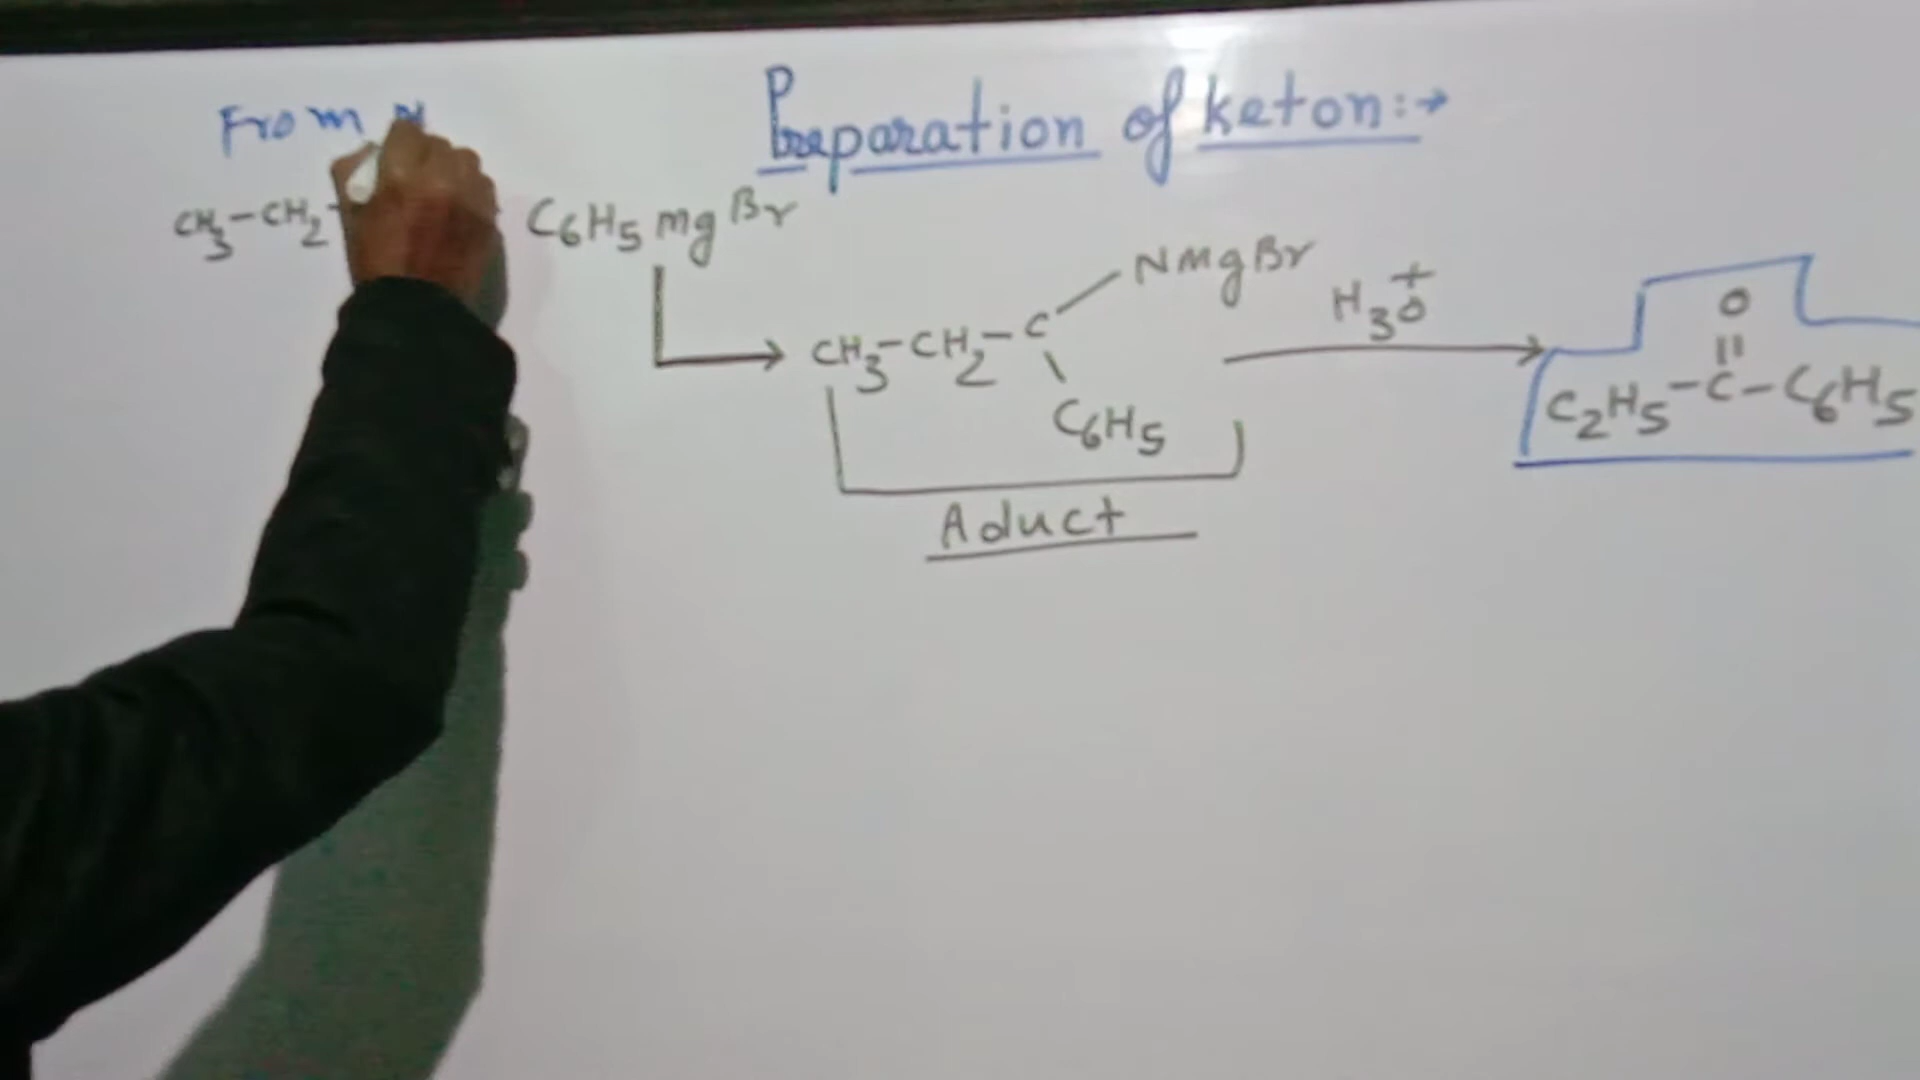 Preparation of keton:→
From
CH3-CH2 C6H5 mg Br
CH3-CH2-C
NMgBr
C6H5
H3O+
O
||
C2H5-C-C6H5
Aduct